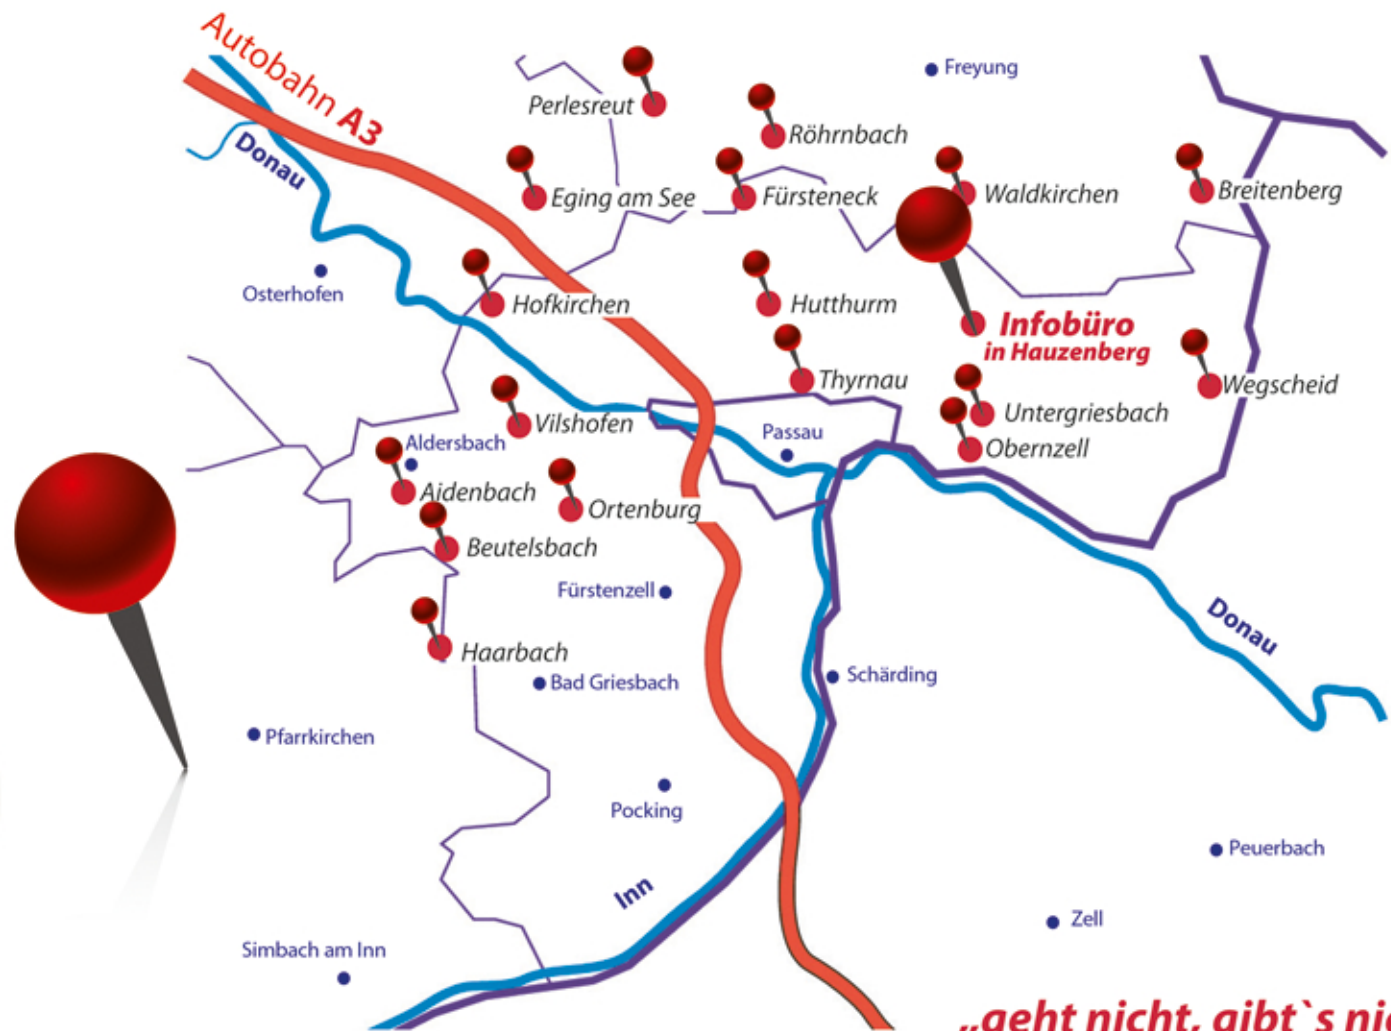 Autobahn A3
Freyung
Perlesreut
Röhrnbach
Donau
Eging am See
Fürsteneck
Waldkirchen
Breitenberg
Osterhofen
Hofkirchen
Hutthurm
Infobüro
in Hauzenberg
Thyrnau
Wegscheid
Untergriesbach
Vilshofen
Passau
Aldersbach
Obernzell
Aidenbach
Ortenburg
Beutelsbach
Fürstenzell
Donau
Haarbach
Bad Griesbach
Schärding
Pfarrkirchen
Pocking
Peuerbach
Inn
Zell
Simbach am Inn
„geht nicht, gibt`s